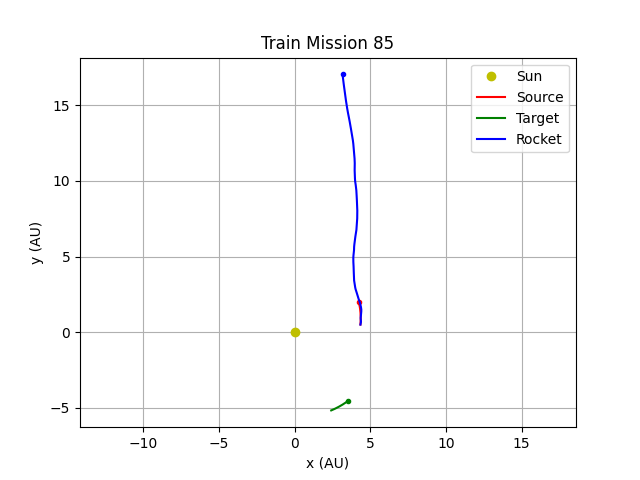 Train Mission 85
Sun
Source
Target
Rocket
y (AU)
15
10
5
0
−5
−10
−5
0
5
10
15
x (AU)